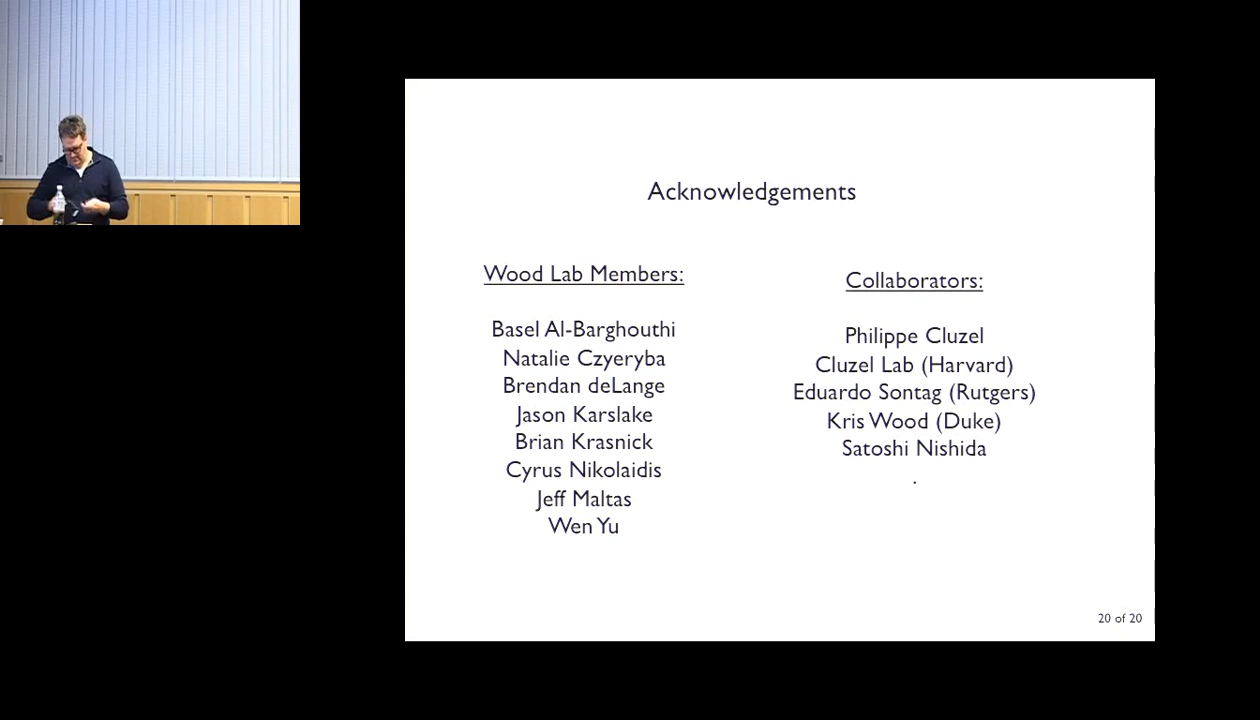 Acknowledgements
Wood Lab Members:
Basel Al-Barghouthi
Natalie Czyeryba
Brendan deLange
Jason Karslake
Brian Krasnick
Cyrus Nikolaidis
Jeff Maltas
Wen Yu
Collaborators:
Philippe Cluzel
Cluzel Lab (Harvard)
Eduardo Sontag (Rutgers)
Kris Wood (Duke)
Satoshi Nishida
.
20 of 20